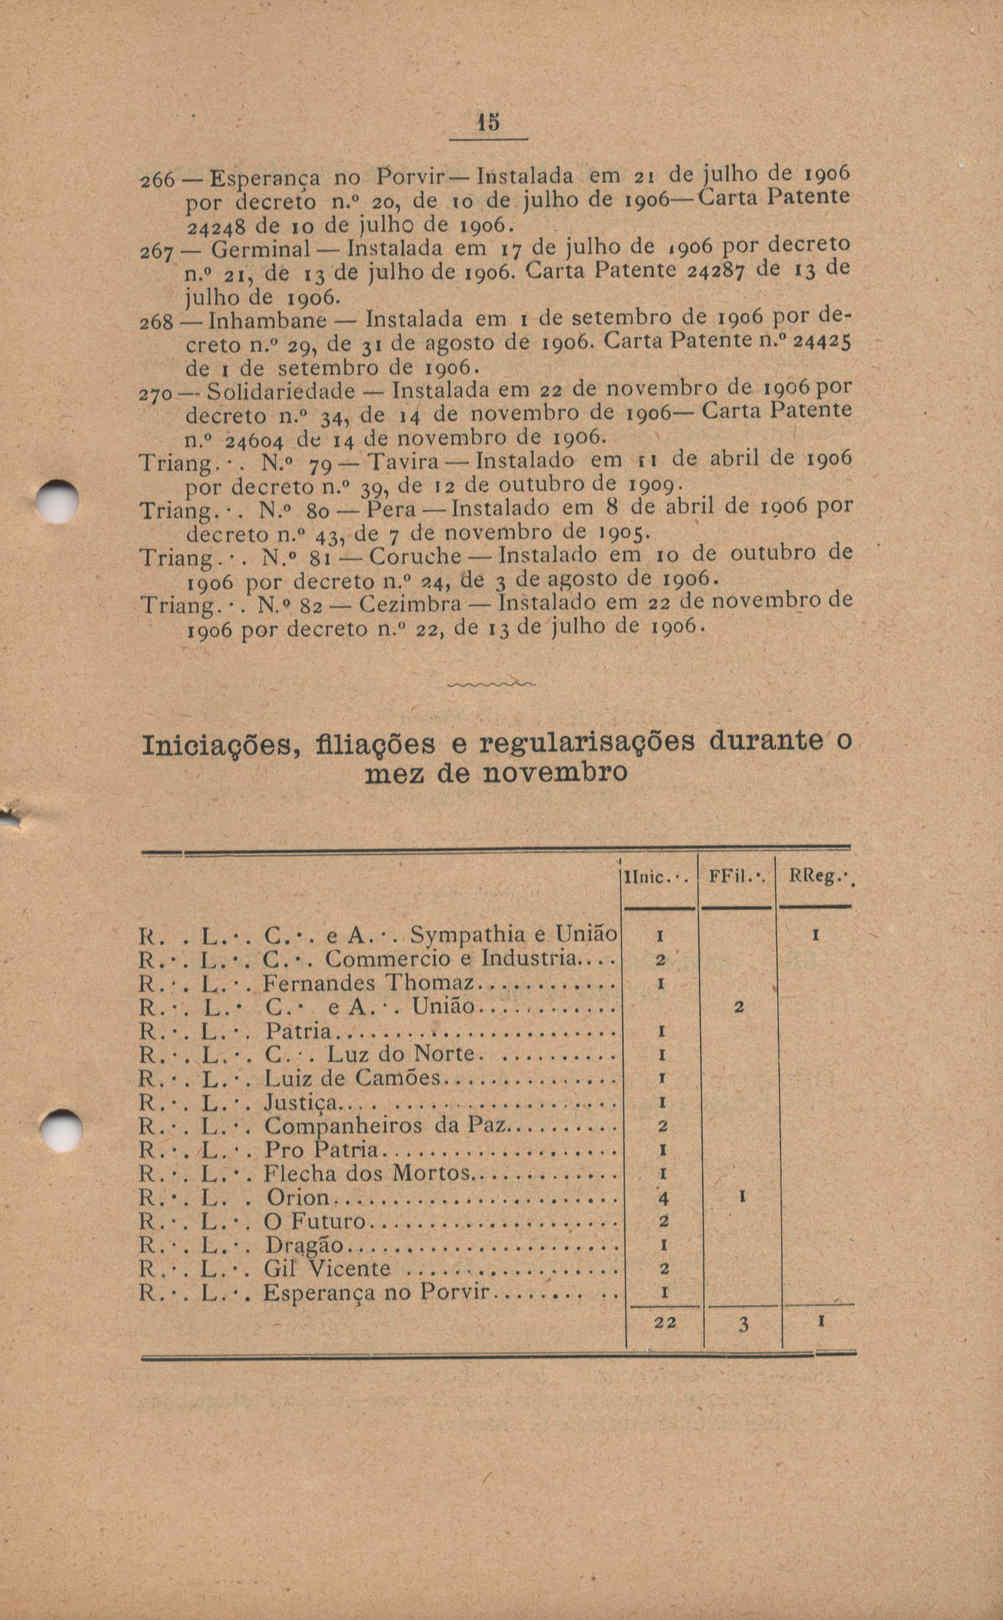 15
266 — Esperança no Porvir — Instalada em 21 de julho de 1906
por decreto n.º 20, de 10 de julho de 1906 — Carta Patente
24248 de 10 de julho de 1906.
267 — Germinal — Instalada em 17 de julho de 1906 por decreto
n.º 21, de 13 de julho de 1906. Carta Patente 24287 de 13 de
julho de 1906.
268 — Inhambane — Instalada em 1 de setembro de 1906 por de-
creto n.º 29, de 31 de agosto de 1906. Carta Patente n.º 24425
de 1 de setembro de 1906.
270 — Solidariedade — Instalada em 22 de novembro de 1906 por
decreto n.º 34, de 14 de novembro de 1906 — Carta Patente
n.º 24604 de 14 de novembro de 1906.
Triang.·. N.º 79 — Tavira — Instalado em 11 de abril de 1906
por decreto n.º 39, de 12 de outubro de 1909.
Triang.·. N.º 80 — Pera — Instalado em 8 de abril de 1906 por
decreto n.º 43, de 7 de novembro de 1905.
Triang.·. N.º 81 — Coruche — Instalado em 10 de outubro de
1906 por decreto n.º 24, de 3 de agosto de 1906.
Triang.·. N.º 82 — Cezimbra — Instalado em 22 de novembro de
1906 por decreto n.º 22, de 13 de julho de 1906.
Iniciações, filiações e regularisações durante o
mez de novembro
IInic.·. FFil.·. RReg.·.
R. . L.·. C.·. e A.·. Sympathia e União 1 1
R.·. L.·. C.·. Commercio e Industria.... 2
R.·. L.·. Fernandes Thomaz............ 1
R.·. L.· C.· e A.·. União............ 2
R.·. L.·. Patria........................ 1
R.·. L.·. C.·. Luz do Norte. .......... 1
R.·. L.·. Luiz de Camões............... 1
R.·. L.·. Justiça.... ................... 1
R.·. L.·. Companheiros da Paz.......... 2
R.·. L.·. Pro Patria.................... 1
R.·. L.·. Flecha dos Mortos............. 1
R.·. L. . Orion........................ 4 1
R.·. L.·. O Futuro..................... 2
R.·. L.·. Dragão....................... 1
R.·. L.·. Gil Vicente .................. 2
R.·. L.·. Esperança no Porvir........ .. 1
22 3 1